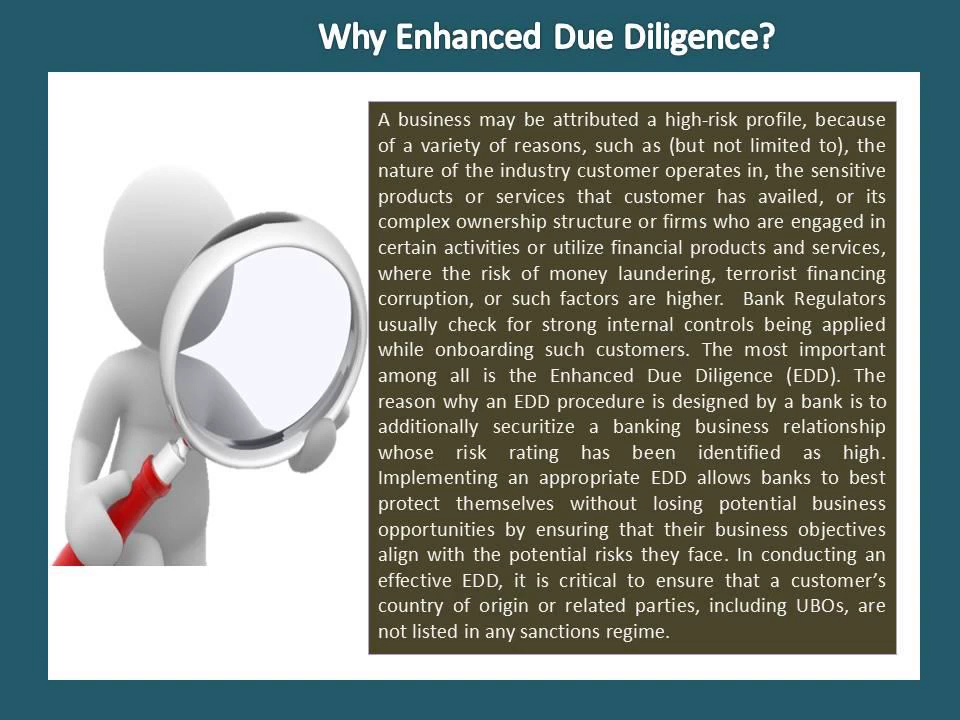 Why Enhanced Due Diligence?
A business may be attributed a high-risk profile, because
of a variety of reasons, such as (but not limited to), the
nature of the industry customer operates in, the sensitive
products or services that customer has availed, or its
complex ownership structure or firms who are engaged in
certain activities or utilize financial products and services,
where the risk of money laundering, terrorist financing
corruption, or such factors are higher.  Bank Regulators
usually check for strong internal controls being applied
while onboarding such customers. The most important
among all is the Enhanced Due Diligence (EDD). The
reason why an EDD procedure is designed by a bank is to
additionally securitize a banking business relationship
whose risk rating has been identified as high.
Implementing an appropriate EDD allows banks to best
protect themselves without losing potential business
opportunities by ensuring that their business objectives
align with the potential risks they face. In conducting an
effective EDD, it is critical to ensure that a customer’s
country of origin or related parties, including UBOs, are
not listed in any sanctions regime.